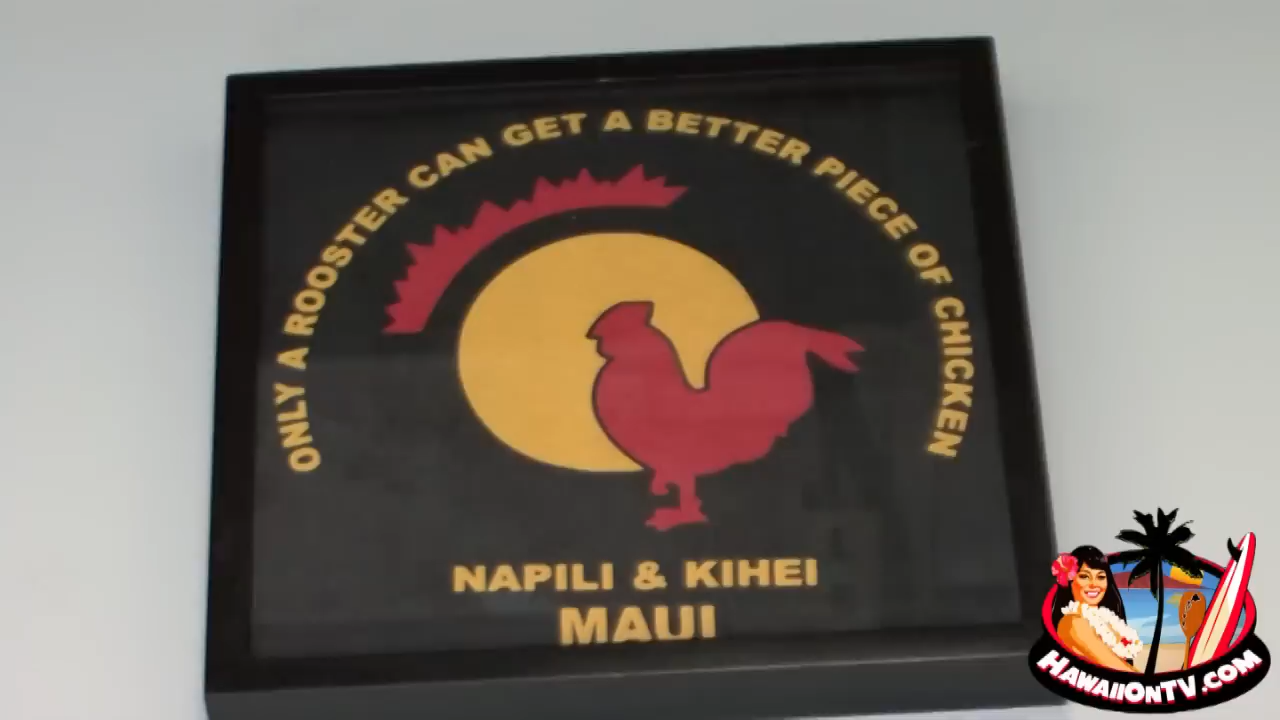 ONLY A ROOSTER CAN GET A BETTER PIECE OF CHICKEN
NAPILI & KIHEI
MAUI
HAWAIIONTV.COM